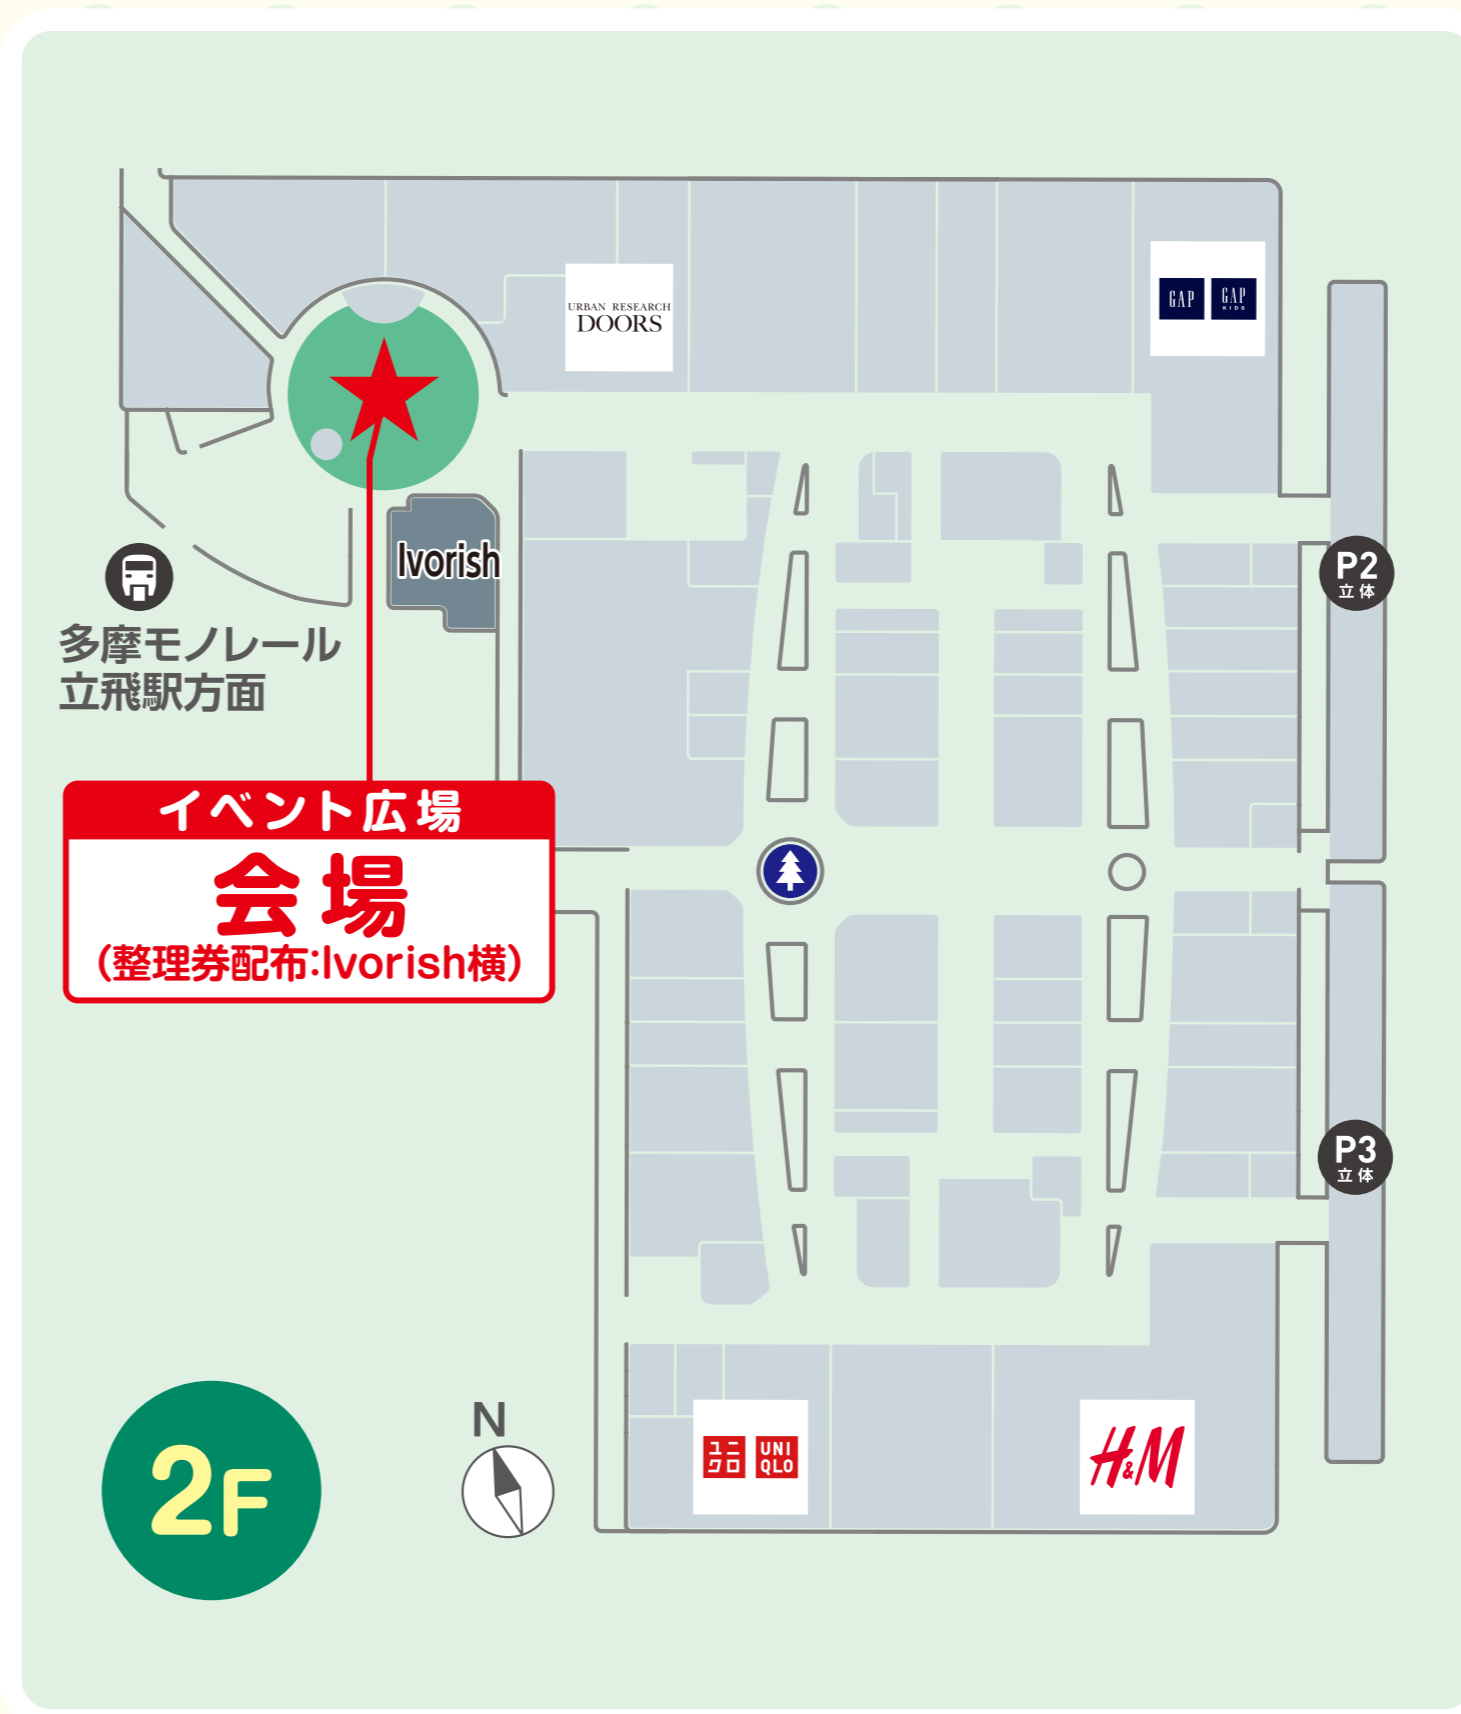 URBAN RESEARCH
DOORS
GAP
GAP
KIDS
Ivorish
P2
立体
多摩モノレール
立飛駅方面
イベント広場
会場
(整理券配布:Ivorish横)
P3
立体
2F
N
ユニ
クロ
UNI
QLO
H&M